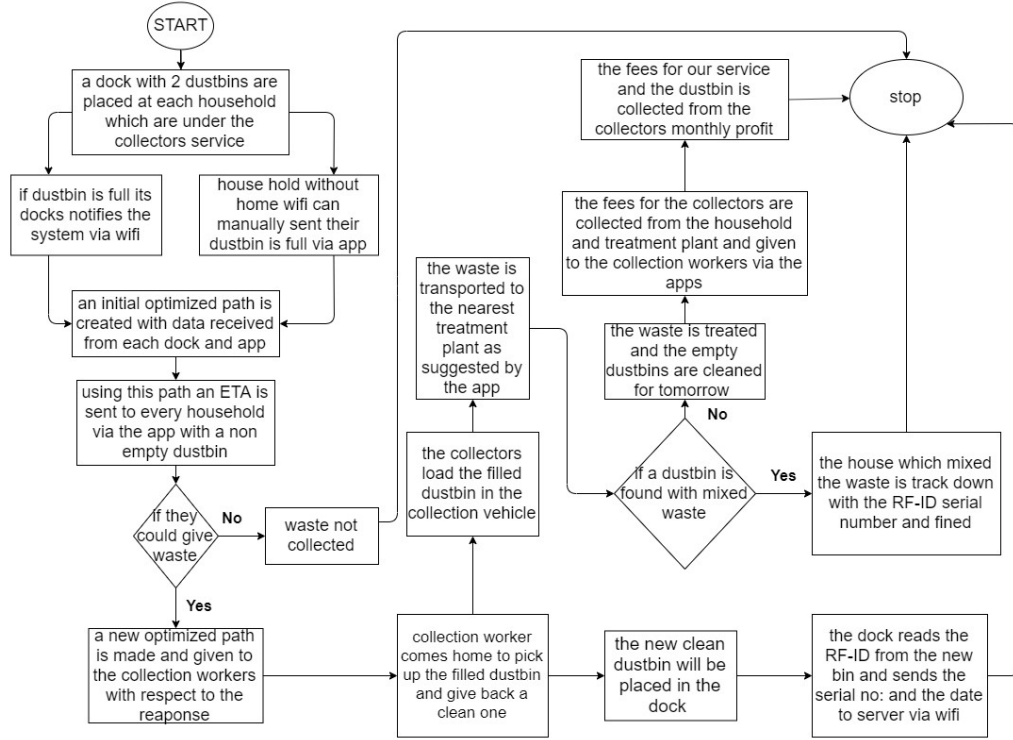 START
a dock with 2 dustbins are
placed at each household
which are under the
collectors service
if dustbin is full its
docks notifies the
system via wifi
house hold without
home wifi can
manually sent their
dustbin is full via app
an initial optimized path is
created with data received
from each dock and app
using this path an ETA is
sent to every household
via the app with a non
empty dustbin
if they
could give
waste
No
waste not
collected
Yes
a new optimized path
is made and given to
the collection workers
with respect to the
reaponse
collection worker
comes home to pick
up the filled dustbin
and give back a
clean one
the collectors
load the filled
dustbin in the
collection vehicle
the waste is
transported to
the nearest
treatment
plant as
suggested by
the app
if a dustbin is
found with mixed
waste
No
the waste is treated
and the empty
dustbins are cleaned
for tomorrow
the fees for the collectors are
collected from the household
and treatment plant and given
to the collection workers via the
apps
the fees for our service
and the dustbin is
collected from the
collectors monthly profit
stop
Yes
the house which mixed
the waste is track down
with the RF-ID serial
number and fined
the new clean
dustbin will be
placed in the
dock
the dock reads the
RF-ID from the new
bin and sends the
serial no: and the date
to server via wifi